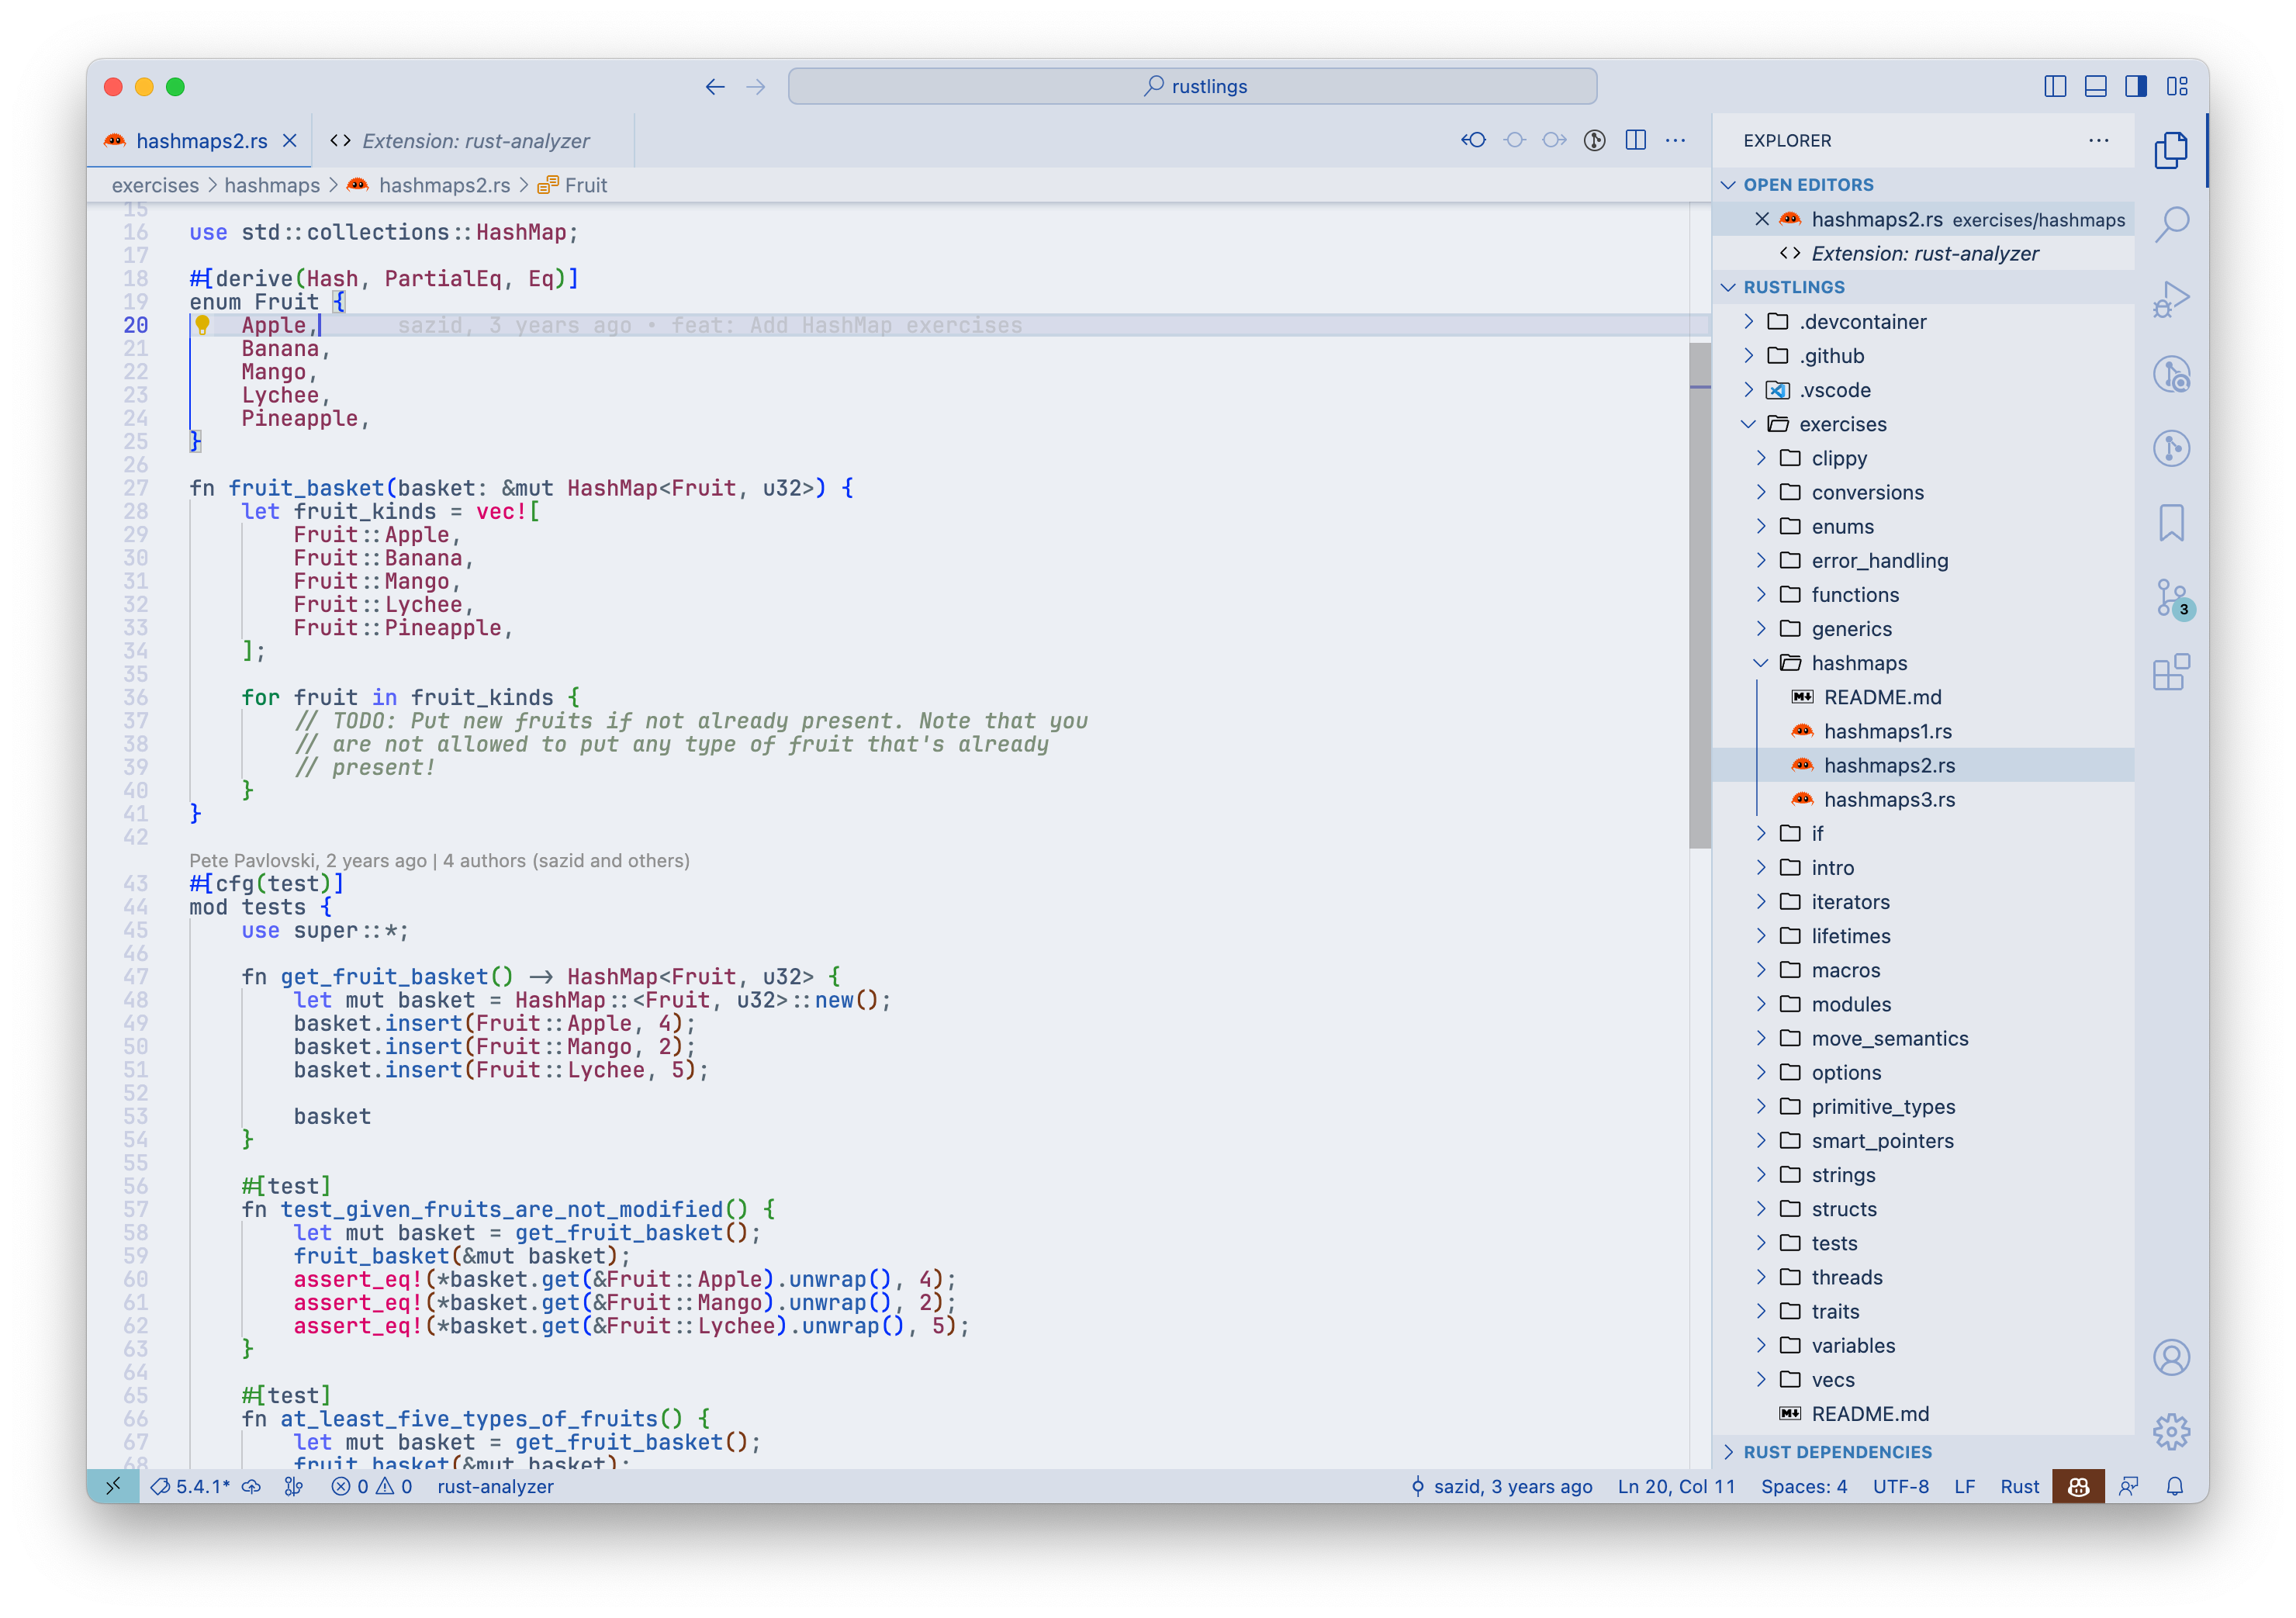 rustlings
hashmaps2.rs
Extension: rust-analyzer
exercises > hashmaps > hashmaps2.rs > Fruit
15
16 use std::collections::HashMap;
17
18 #[derive(Hash, PartialEq, Eq)]
19 enum Fruit {
20     Apple,      sazid, 3 years ago • feat: Add HashMap exercises
21     Banana,
22     Mango,
23     Lychee,
24     Pineapple,
25 }
26
27 fn fruit_basket(basket: &mut HashMap<Fruit, u32>) {
28     let fruit_kinds = vec![
29         Fruit::Apple,
30         Fruit::Banana,
31         Fruit::Mango,
32         Fruit::Lychee,
33         Fruit::Pineapple,
34     ];
35
36     for fruit in fruit_kinds {
37         // TODO: Put new fruits if not already present. Note that you
38         // are not allowed to put any type of fruit that's already
39         // present!
40     }
41 }
42
Pete Pavlovski, 2 years ago | 4 authors (sazid and others)
43 #[cfg(test)]
44 mod tests {
45     use super::*;
46
47     fn get_fruit_basket() -> HashMap<Fruit, u32> {
48         let mut basket = HashMap::<Fruit, u32>::new();
49         basket.insert(Fruit::Apple, 4);
50         basket.insert(Fruit::Mango, 2);
51         basket.insert(Fruit::Lychee, 5);
52
53         basket
54     }
55
56     #[test]
57     fn test_given_fruits_are_not_modified() {
58         let mut basket = get_fruit_basket();
59         fruit_basket(&mut basket);
60         assert_eq!(*basket.get(&Fruit::Apple).unwrap(), 4);
61         assert_eq!(*basket.get(&Fruit::Mango).unwrap(), 2);
62         assert_eq!(*basket.get(&Fruit::Lychee).unwrap(), 5);
63     }
64
65     #[test]
66     fn at_least_five_types_of_fruits() {
67         let mut basket = get_fruit_basket();
68         fruit_basket(&mut basket);
EXPLORER
OPEN EDITORS
hashmaps2.rs exercises/hashmaps
Extension: rust-analyzer
RUSTLINGS
.devcontainer
.github
.vscode
exercises
clippy
conversions
enums
error_handling
functions
generics
hashmaps
README.md
hashmaps1.rs
hashmaps2.rs
hashmaps3.rs
if
intro
iterators
lifetimes
macros
modules
move_semantics
options
primitive_types
smart_pointers
strings
structs
tests
threads
traits
variables
vecs
README.md
RUST DEPENDENCIES
3
5.4.1* 0 0 rust-analyzer sazid, 3 years ago Ln 20, Col 11 Spaces: 4 UTF-8 LF Rust